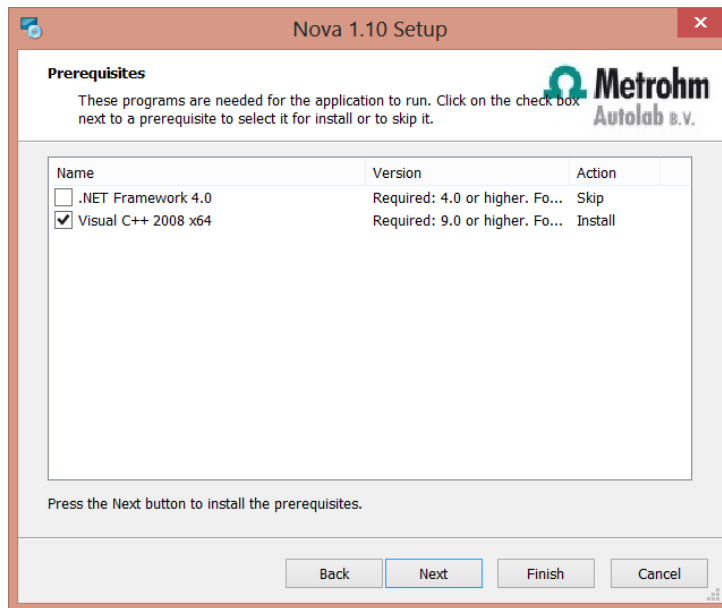 Nova 1.10 Setup
Prerequisites
These programs are needed for the application to run. Click on the check box
next to a prerequisite to select it for install or to skip it.
Metrohm
Autolab B.V.
Name Version Action
.NET Framework 4.0 Required: 4.0 or higher. Fo... Skip
Visual C++ 2008 x64 Required: 9.0 or higher. Fo... Install
Press the Next button to install the prerequisites.
Back Next Finish Cancel